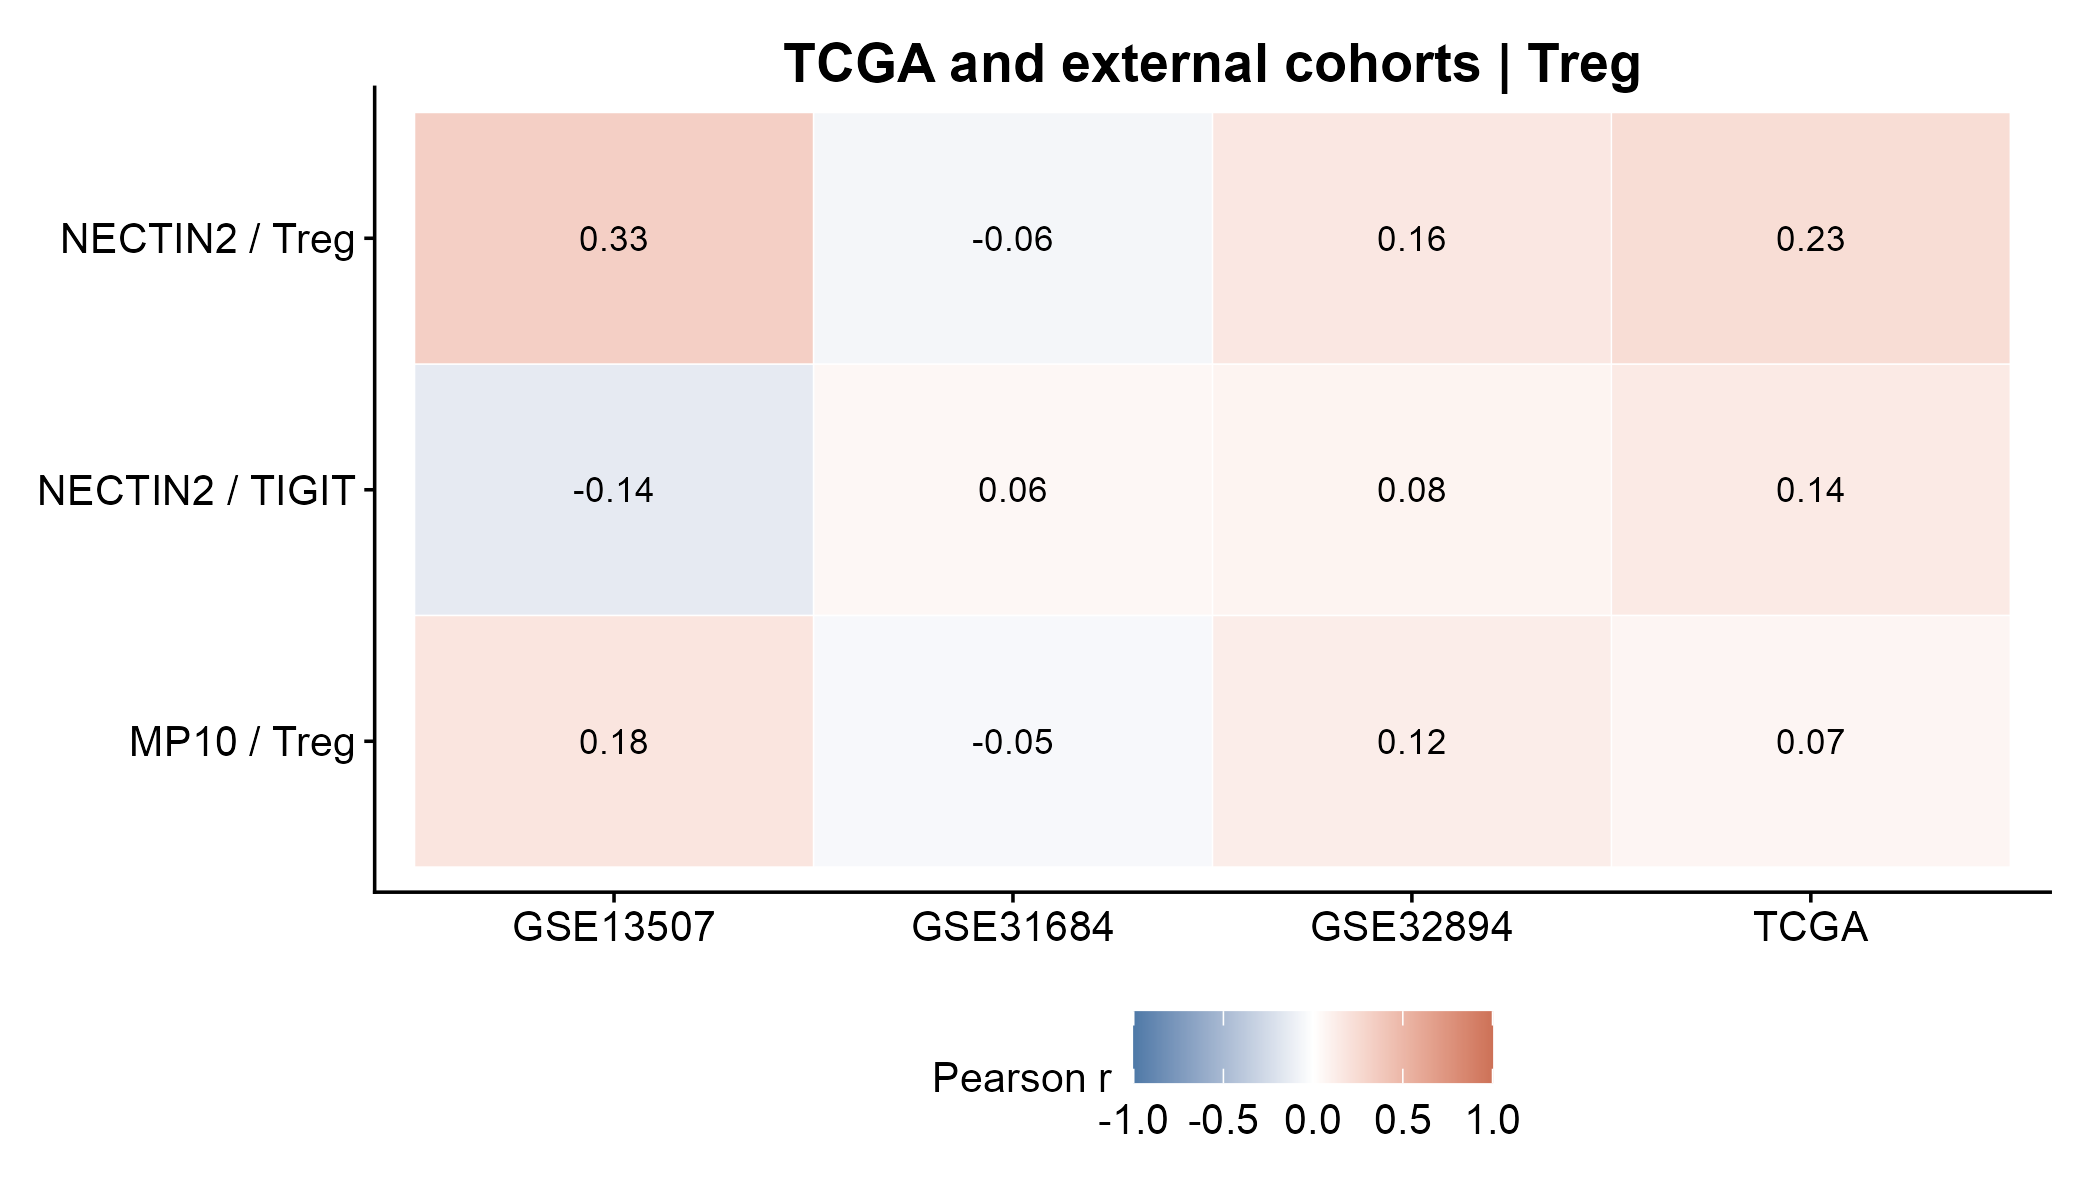 TCGA and external cohorts | Treg
NECTIN2 / Treg
0.33
-0.06
0.16
0.23
NECTIN2 / TIGIT
-0.14
0.06
0.08
0.14
MP10 / Treg
0.18
-0.05
0.12
0.07
GSE13507
GSE31684
GSE32894
TCGA
Pearson r
-1.0
-0.5
0.0
0.5
1.0